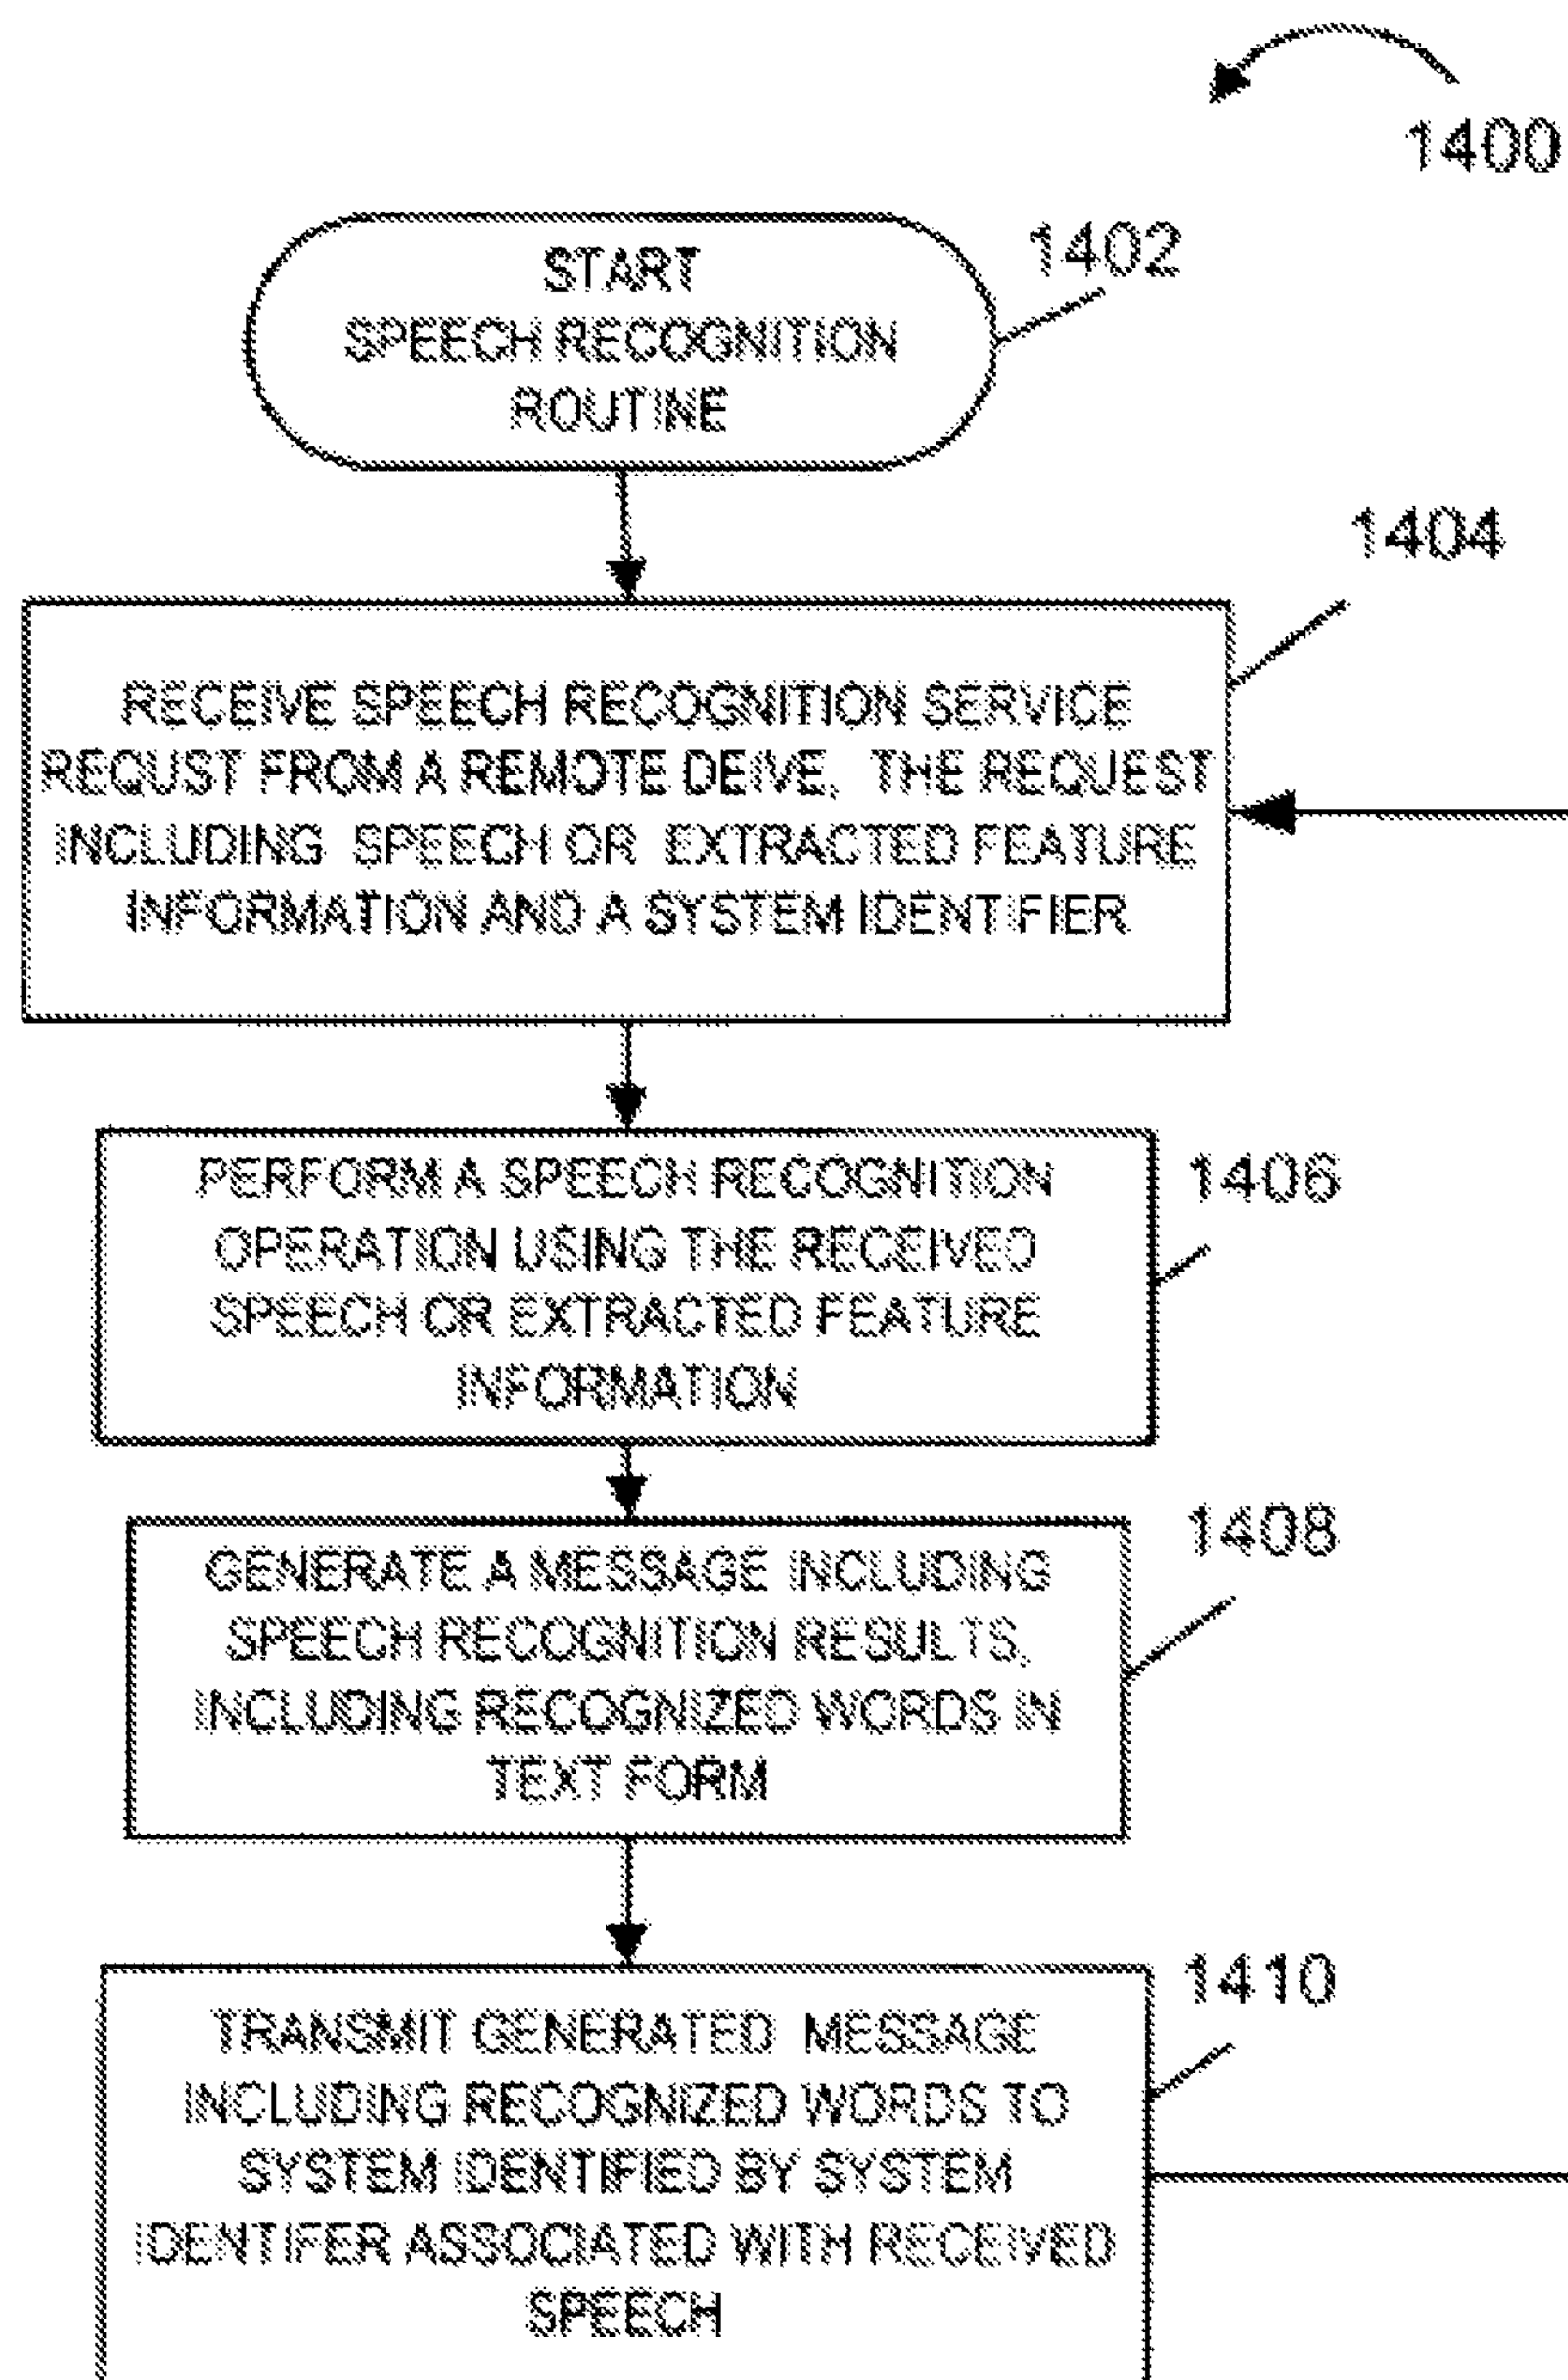 1400
1402
START
SPEECH RECOGNITION
ROUTINE
1404
RECEIVE SPEECH RECOGNITION SERVICE
REQUST FROM A REMOTE DEIVE, THE REQUEST
INCLUDING SPEECH OR EXTRACTED FEATURE
INFORMATION AND A SYSTEM IDENTIFIER
1406
PERFORM A SPEECH RECOGNITION
OPERATION USING THE RECEIVED
SPEECH OR EXTRACTED FEATURE
INFORMATION
1408
GENERATE A MESSAGE INCLUDING
SPEECH RECOGNITION RESULTS,
INCLUDING RECOGNIZED WORDS IN
TEXT FORM
1410
TRANSMIT GENERATED MESSAGE
INCLUDING RECOGNIZED WORDS TO
SYSTEM IDENTIFIED BY SYSTEM
IDENTIFER ASSOCIATED WITH RECEIVED
SPEECH